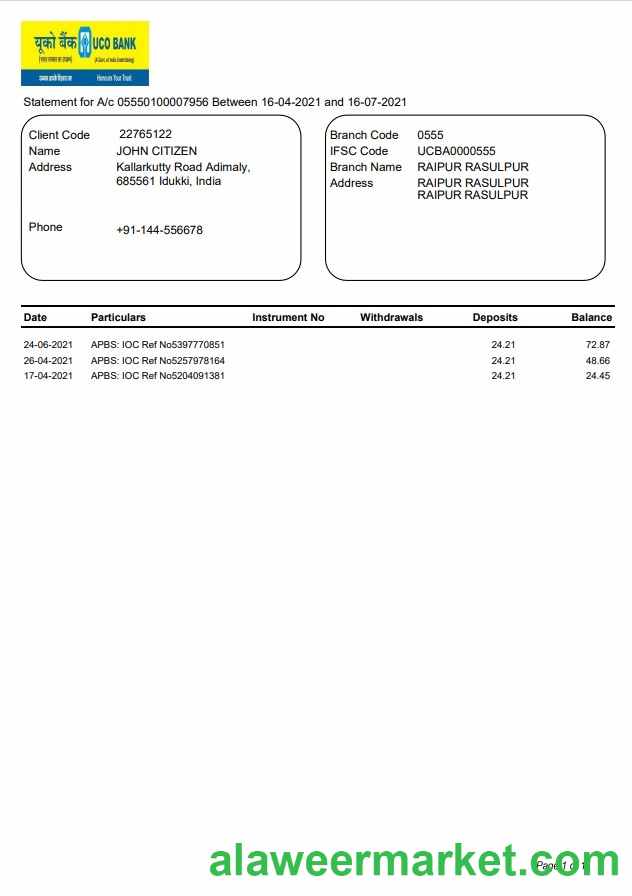 यूको बैंक UCO BANK
(भारत सरकार का उपक्रम) (A Govt. of India Undertaking)
सम्मान आपके विश्वास का Honours Your Trust
Statement for A/c 05550100007956 Between 16-04-2021 and 16-07-2021
Client Code 22765122
Name JOHN CITIZEN
Address Kallarkutty Road Adimaly,
685561 Idukki, India
Phone +91-144-556678
Branch Code 0555
IFSC Code UCBA0000555
Branch Name RAIPUR RASULPUR
Address RAIPUR RASULPUR
RAIPUR RASULPUR
Date Particulars Instrument No Withdrawals Deposits Balance
24-06-2021 APBS: IOC Ref No5397770851 24.21 72.87
26-04-2021 APBS: IOC Ref No5257978164 24.21 48.66
17-04-2021 APBS: IOC Ref No5204091381 24.21 24.45
Page 1 of 1
alaweermarket.com